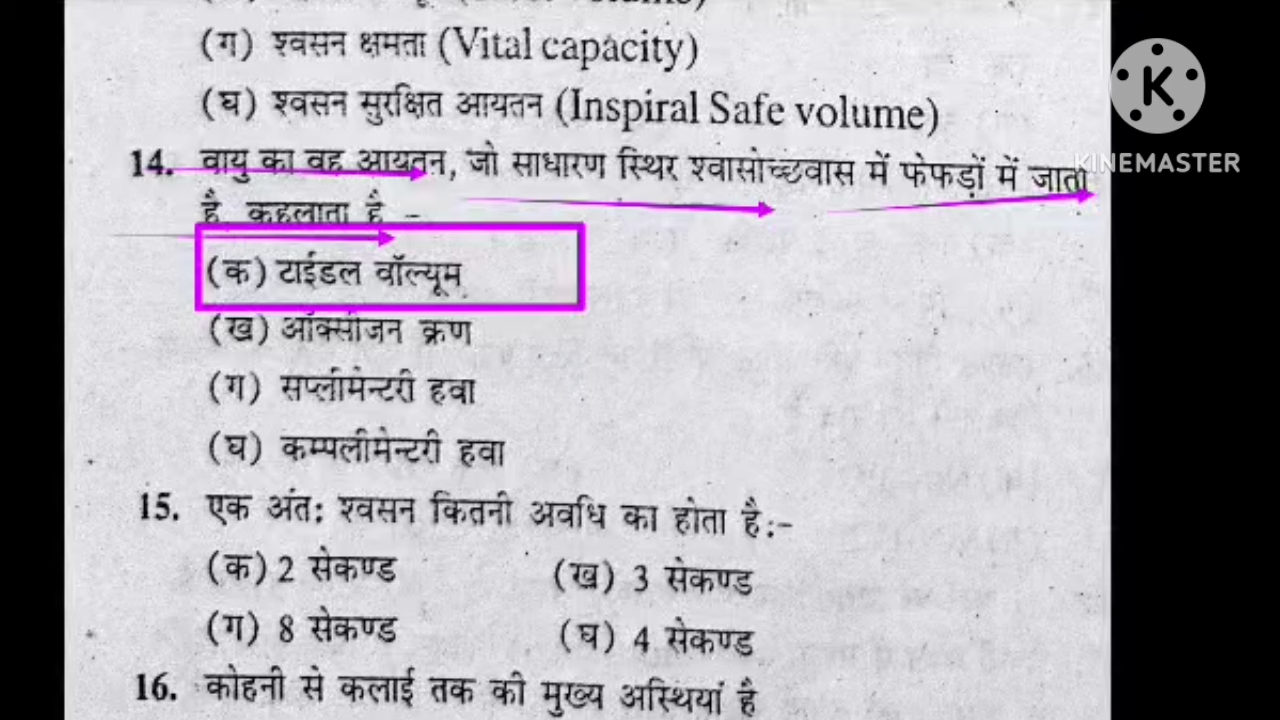 (ग) श्वसन क्षमता (Vital capacity)
(घ) श्वसन सुरक्षित आयतन (Inspiral Safe volume)
K
KINEMASTER
14. वायु का वह आयतन, जो साधारण स्थिर श्वासोच्छवास में फेफड़ों में जाता
है, कहलाता है -
(क) टाईडल वॉल्यूम
(ख) ऑक्सीजन क्रण
(ग) सप्लीमेन्टरी हवा
(घ) कम्पलीमेन्टरी हवा
15. एक अंत: श्वसन कितनी अवधि का होता है:-
(क) 2 सेकण्ड (ख) 3 सेकण्ड
(ग) 8 सेकण्ड (घ) 4 सेकण्ड
16. कोहनी से कलाई तक की मुख्य अस्थियां है